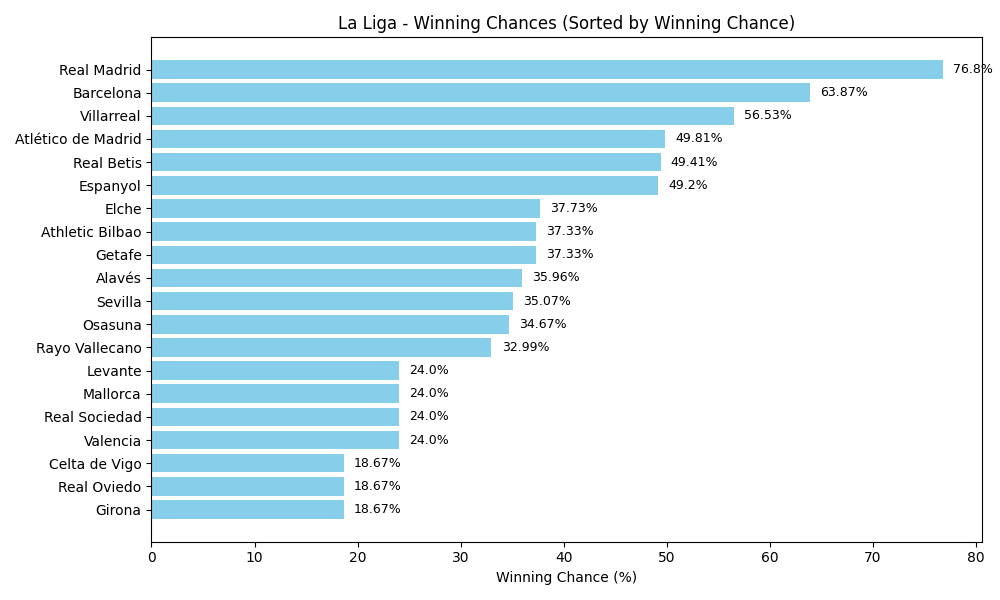 La Liga - Winning Chances (Sorted by Winning Chance)
Real Madrid 76.8%
Barcelona 63.87%
Villarreal 56.53%
Atlético de Madrid 49.81%
Real Betis 49.41%
Espanyol 49.2%
Elche 37.73%
Athletic Bilbao 37.33%
Getafe 37.33%
Alavés 35.96%
Sevilla 35.07%
Osasuna 34.67%
Rayo Vallecano 32.99%
Levante 24.0%
Mallorca 24.0%
Real Sociedad 24.0%
Valencia 24.0%
Celta de Vigo 18.67%
Real Oviedo 18.67%
Girona 18.67%
0 10 20 30 40 50 60 70 80
Winning Chance (%)